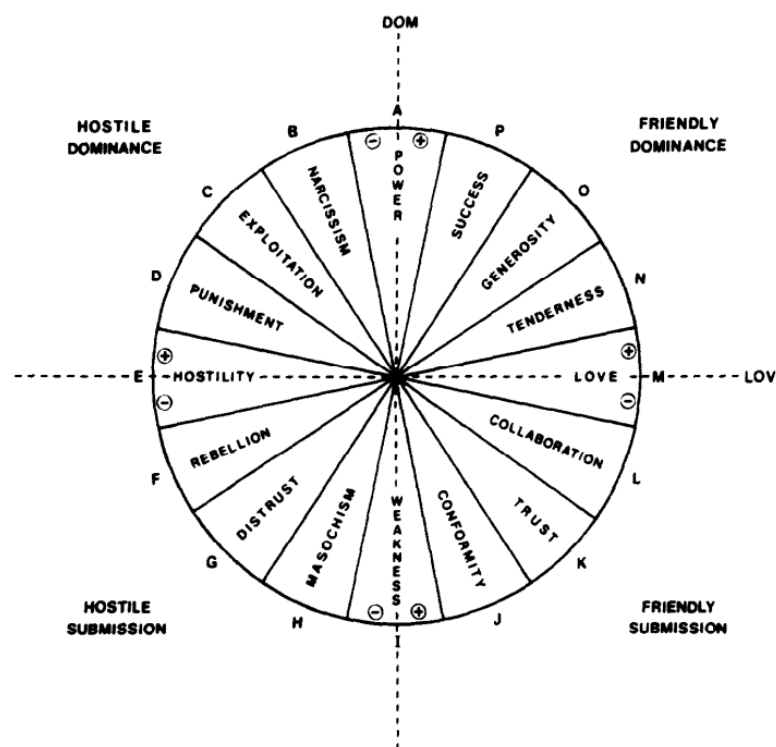 DOM
A
B
P
HOSTILE
DOMINANCE
FRIENDLY
DOMINANCE
⊖ ⊕
POWER
NARCISSISM
SUCCESS
C
O
EXPLOITATION
GENEROSITY
D
N
PUNISHMENT
TENDERNESS
⊕
⊕
E
HOSTILITY
LOVE
M
LOV
⊖
⊖
REBELLION
COLLABORATION
F
L
DISTRUST
TRUST
G
K
MASOCHISM
WEAKNESS
CONFORMITY
⊖ ⊕
HOSTILE
SUBMISSION
FRIENDLY
SUBMISSION
H
J
I